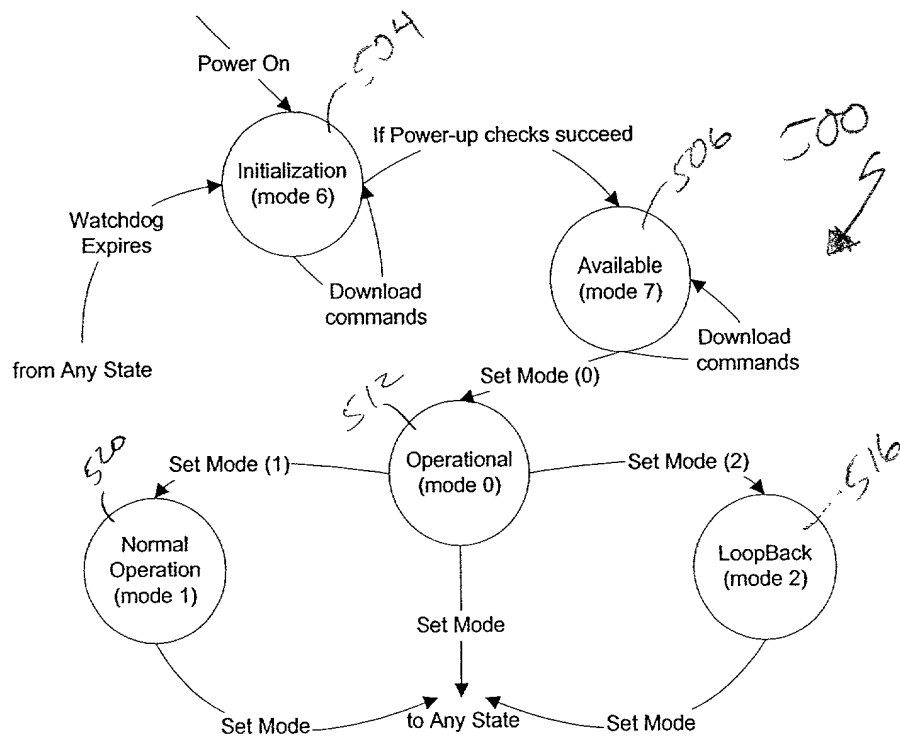 504
Power On
506
500
If Power-up checks succeed
Initialization
(mode 6)
Watchdog
Expires
Available
(mode 7)
Download
commands
Download
commands
from Any State
512
Set Mode (0)
520
Set Mode (1)
Operational
(mode 0)
Set Mode (2)
516
Normal
Operation
(mode 1)
LoopBack
(mode 2)
Set Mode
Set Mode
to Any State
Set Mode